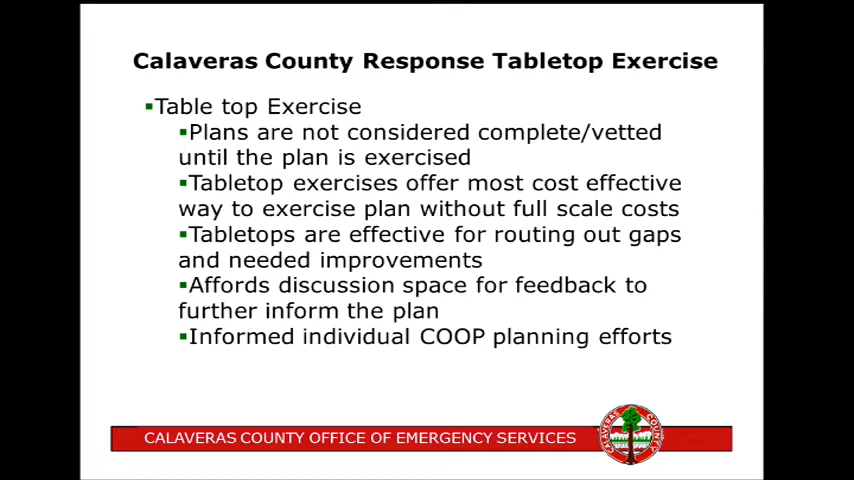 Calaveras County Response Tabletop Exercise
▪Table top Exercise
▪Plans are not considered complete/vetted
until the plan is exercised
▪Tabletop exercises offer most cost effective
way to exercise plan without full scale costs
▪Tabletops are effective for routing out gaps
and needed improvements
▪Affords discussion space for feedback to
further inform the plan
▪Informed individual COOP planning efforts
CALAVERAS COUNTY OFFICE OF EMERGENCY SERVICES
CALAVERAS COUNTY